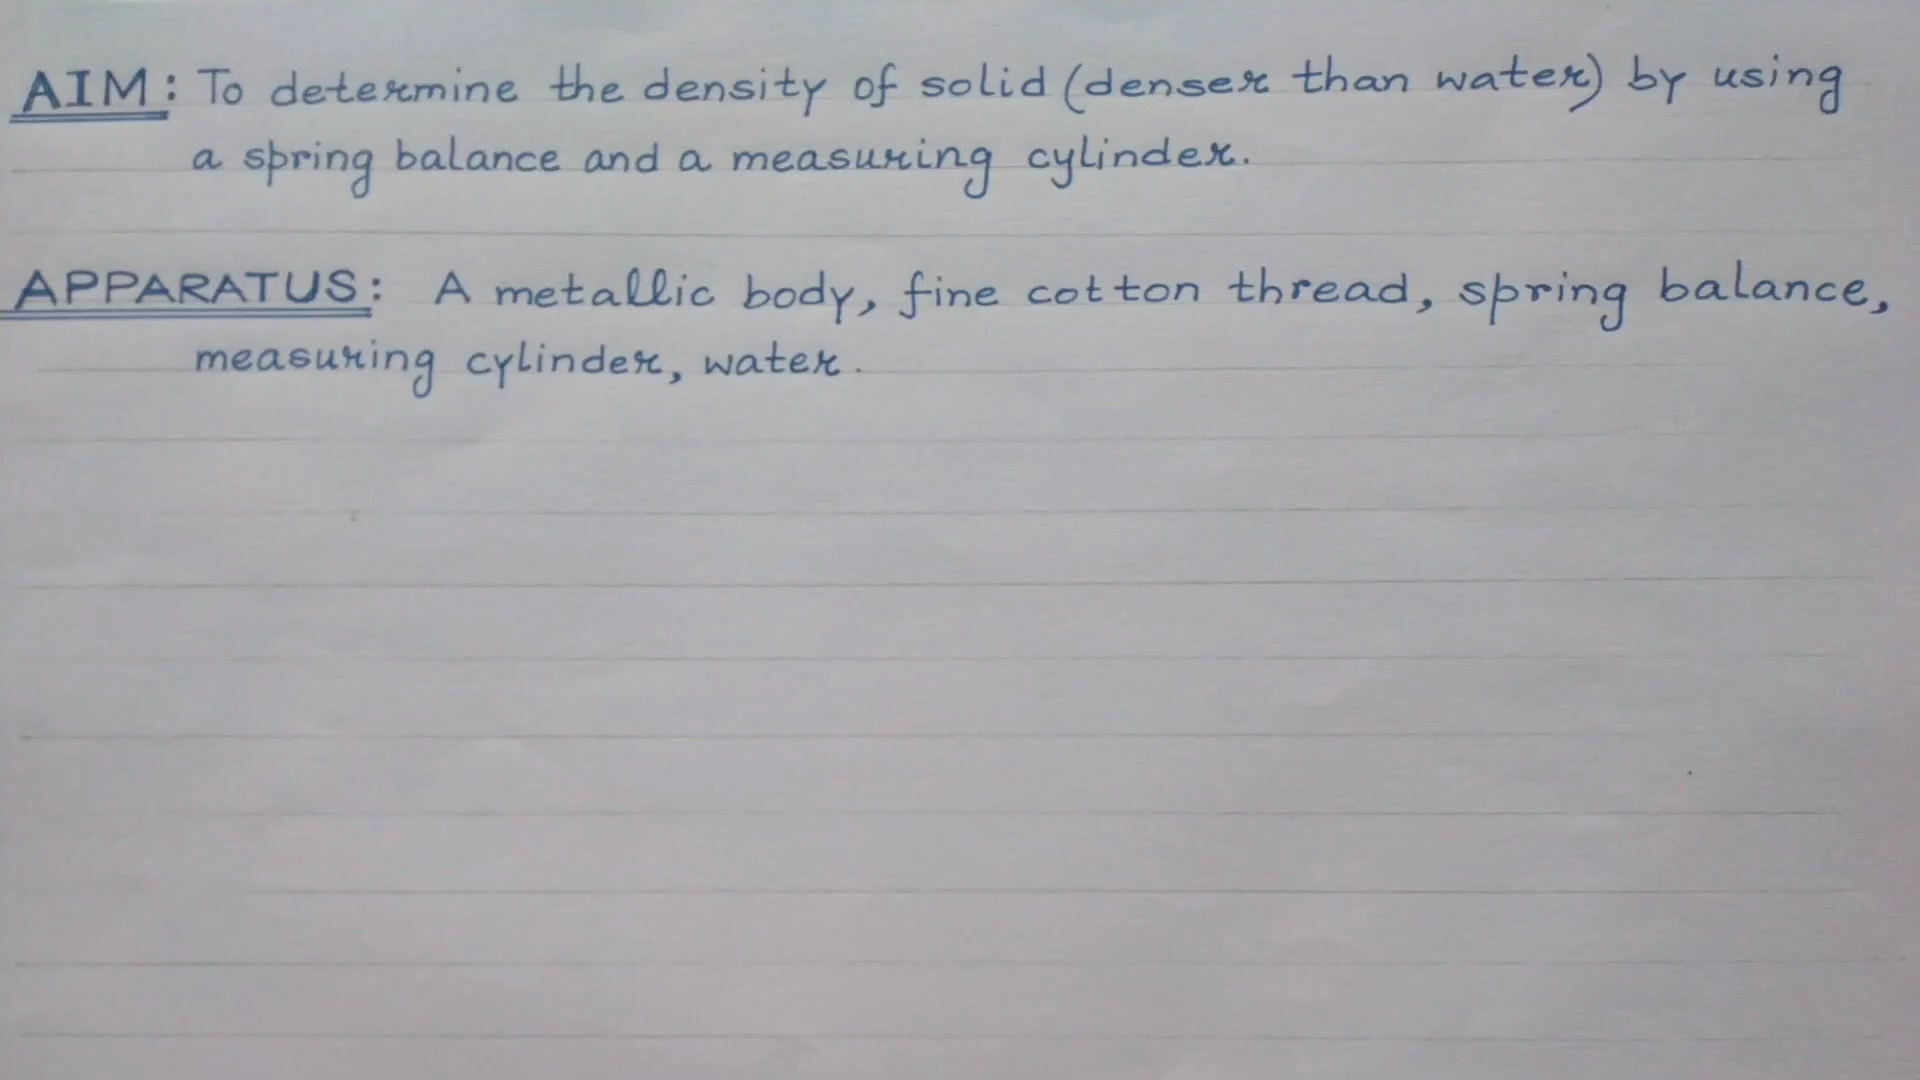 AIM: To determine the density of solid (denser than water) by using
a spring balance and a measuring cylinder.
APPARATUS: A metallic body, fine cotton thread, spring balance,
measuring cylinder, water.